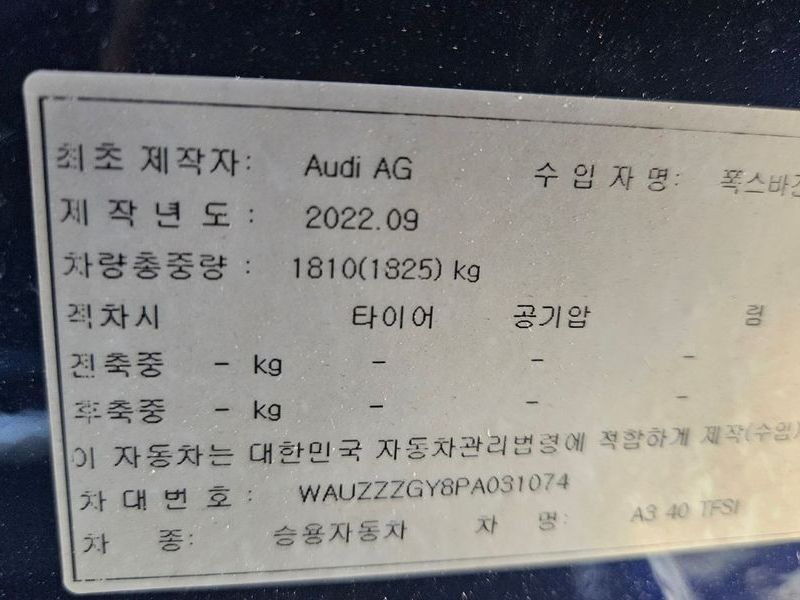 최초 제작자: Audi AG 수 입 자 명: 폭스바
제 작 년 도 : 2022.09
차량총중량 : 1810(1825) kg
적차시 타이어 공기압 령
전축중 - kg - - -
후축중 - kg - - -
이 자동차는 대한민국 자동차관리법령에 적합하게 제작(수입)
차 대 번 호 : WAUZZZGY8PA031074
차 종: 승용자동차 차 명: A3 40 TFSI